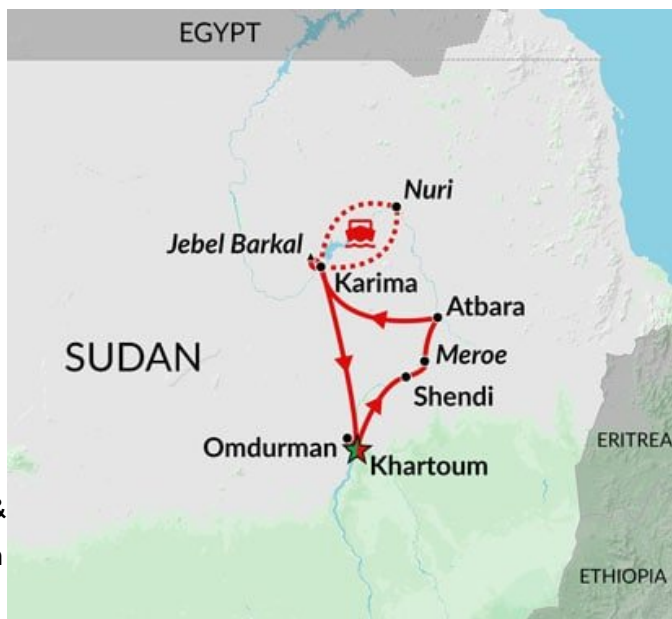 EGYPT
Nuri
Jebel Barkal
Karima
Atbara
SUDAN
Meroe
Shendi
Omdurman
Khartoum
ERITREA
&
ETHIOPIA